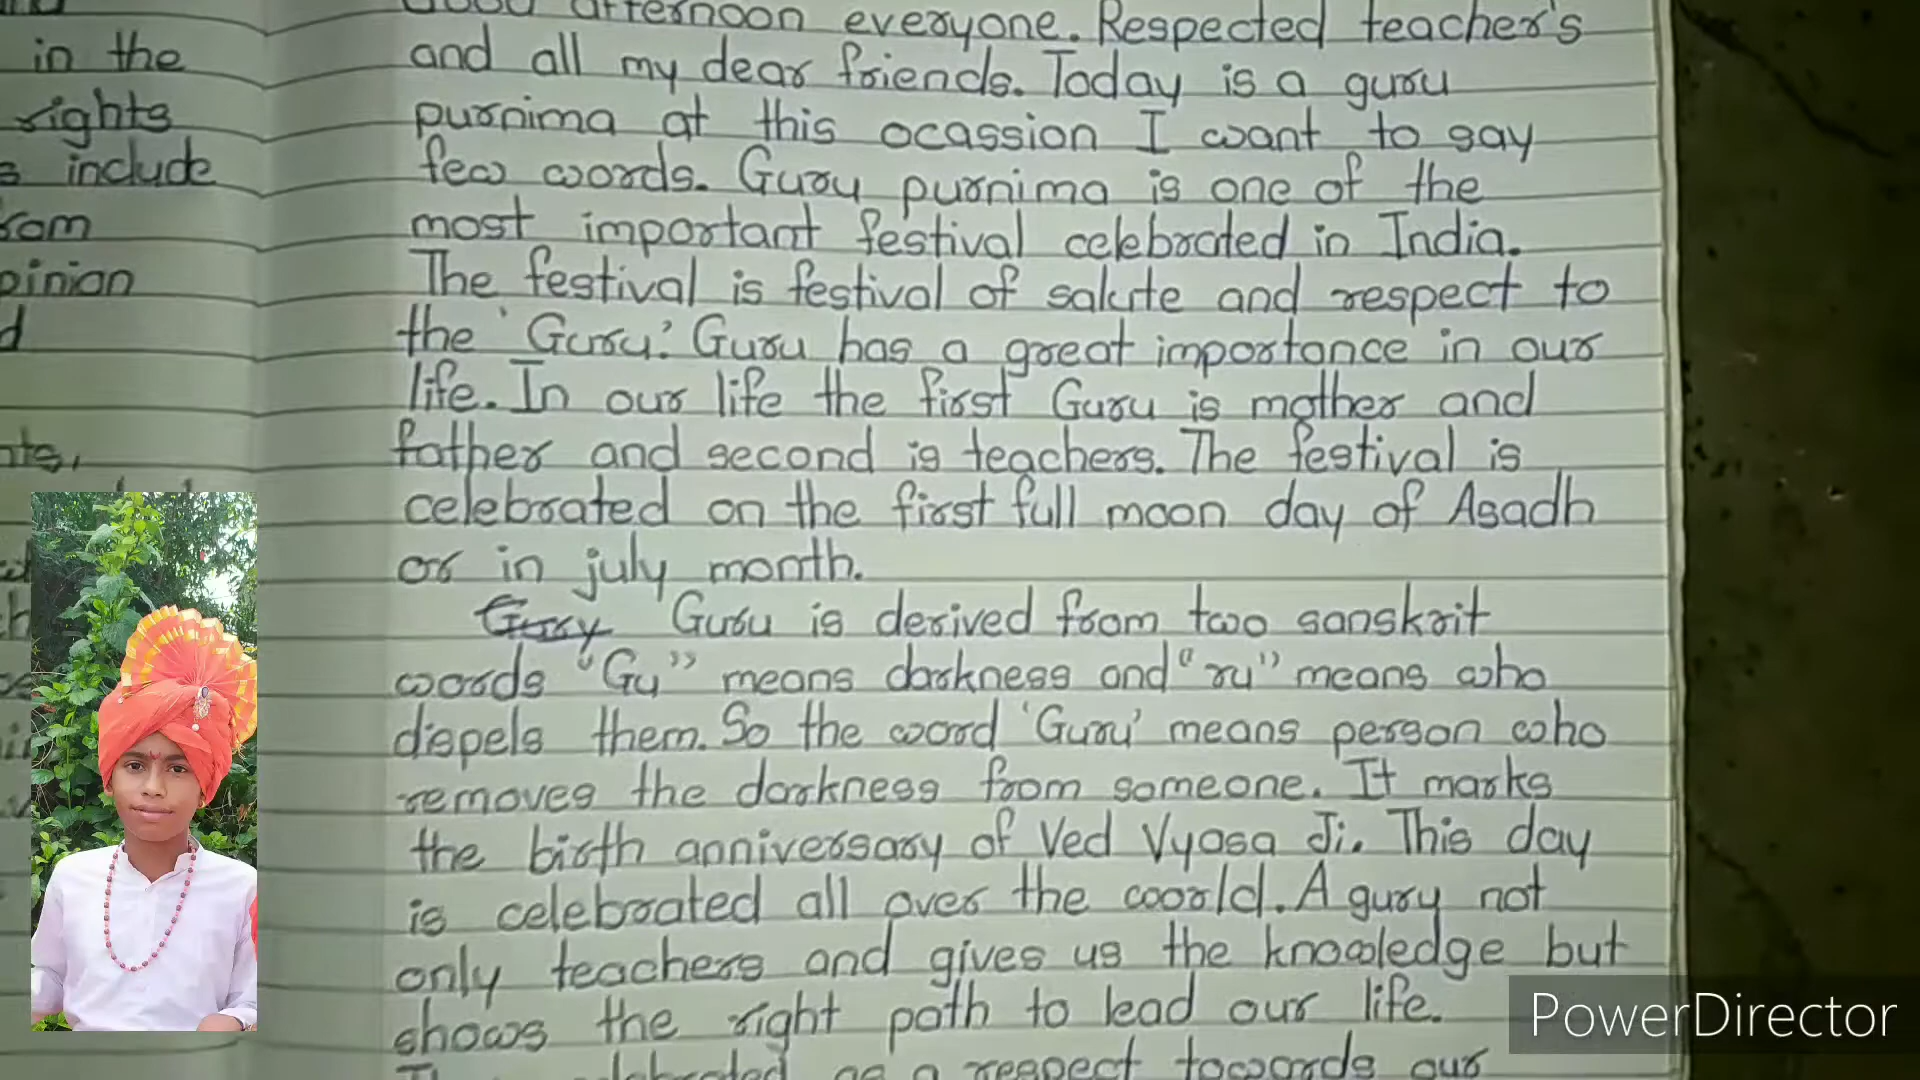 in the
rights
include
pinion
d
Good afternoon everyone. Respected teacher's
and all my dear friends. Today is a guru
purnima at this ocassion I want to say
few words. Guru purnima is one of the
most important festival celebrated in India.
The festival is festival of salute and respect to
the 'Guru'. Guru has a great importance in our
life. In our life the first Guru is mother and
father and second is teachers. The festival is
celebrated on the first full moon day of Asadh
or in july month.
Guru is derived from two sanskrit
words "Gu" means darkness and "ru" means who
dispels them. So the word 'Guru' means person who
removes the darkness from someone. It marks
the birth anniversary of Ved Vyasa Ji. This day
is celebrated all over the world. A guru not
only teachers and gives us the knowledge but
shows the right path to lead our life.
celebrated as a respect towards our
PowerDirector